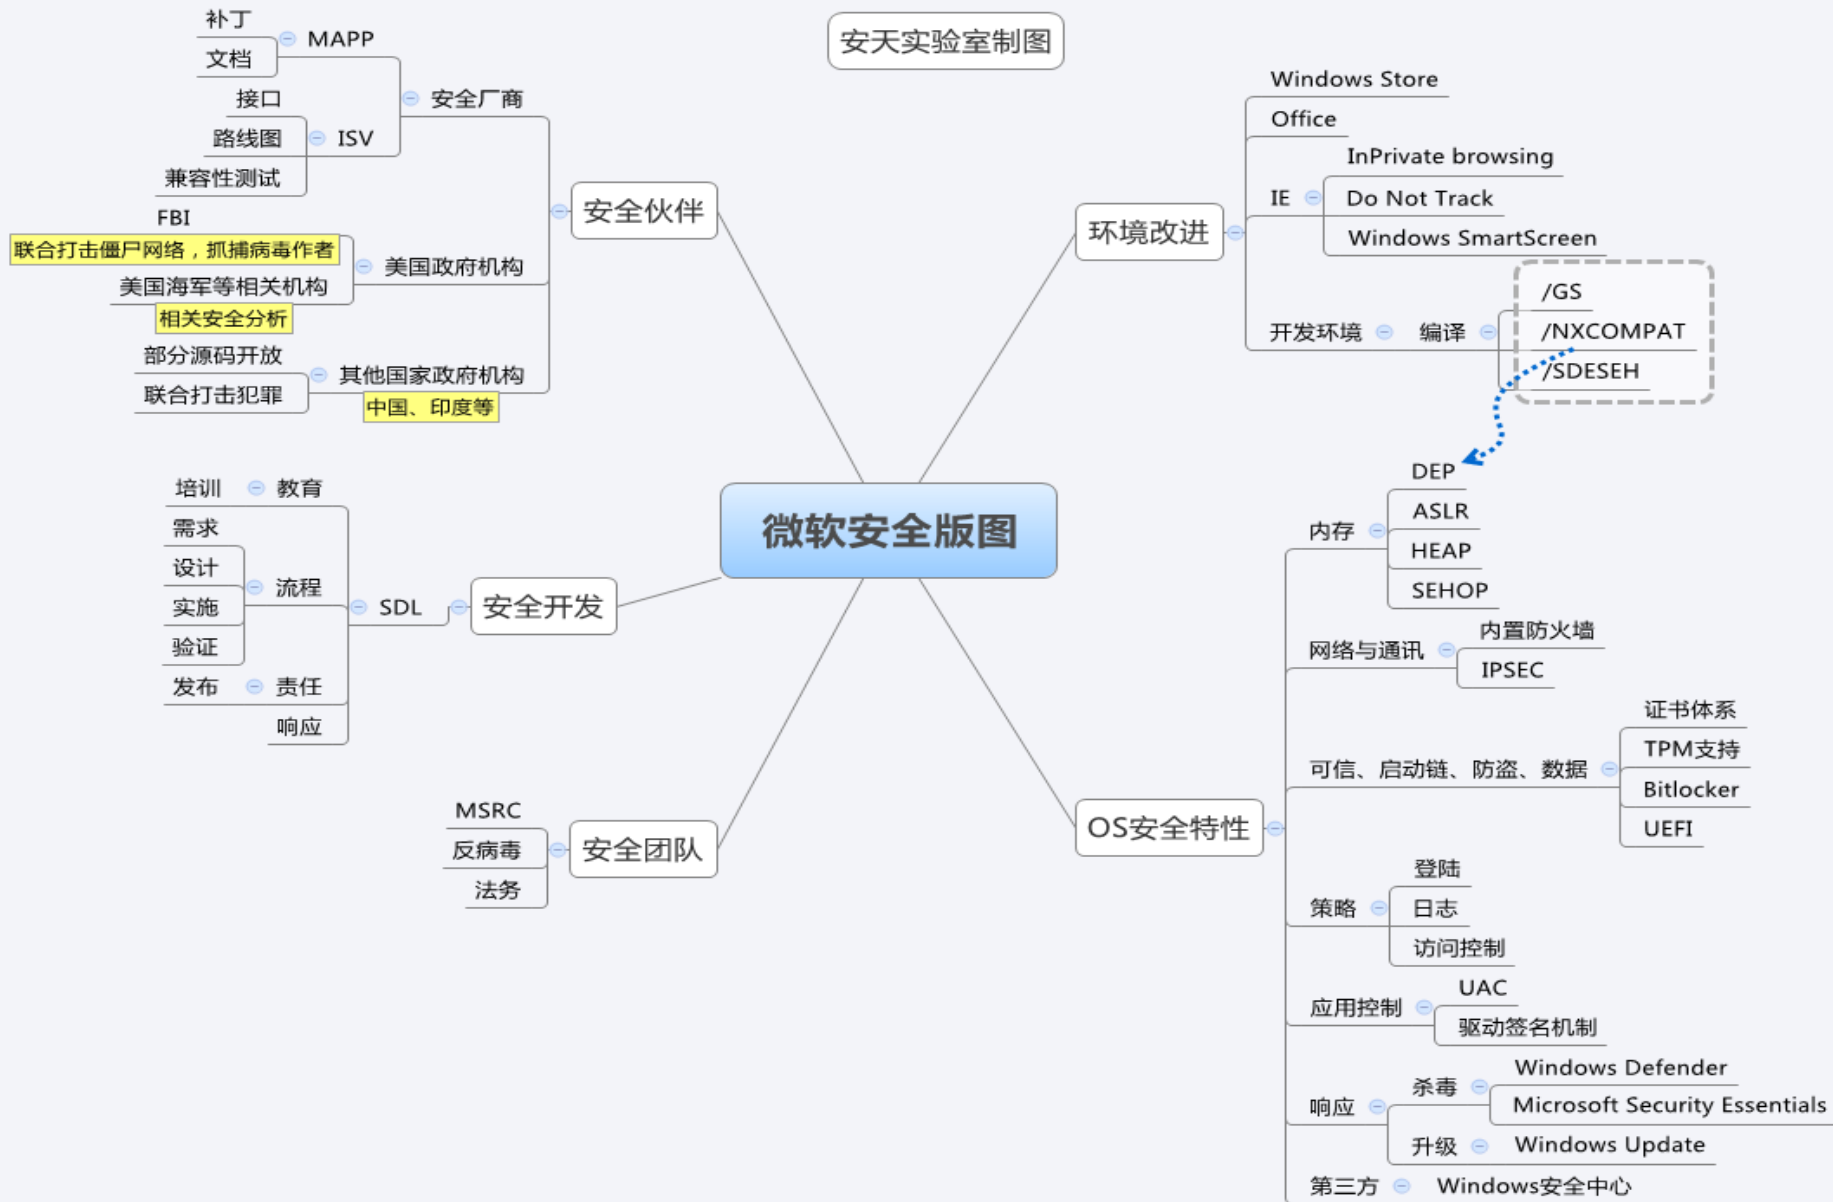 安天实验室制图
微软安全版图
安全伙伴
安全厂商
MAPP
补丁
文档
ISV
接口
路线图
兼容性测试
美国政府机构
FBI
联合打击僵尸网络，抓捕病毒作者
美国海军等相关机构
相关安全分析
其他国家政府机构
中国、印度等
部分源码开放
联合打击犯罪
安全开发
SDL
教育
培训
流程
需求
设计
实施
验证
责任
发布
响应
安全团队
MSRC
反病毒
法务
环境改进
Windows Store
Office
IE
InPrivate browsing
Do Not Track
Windows SmartScreen
开发环境
编译
/GS
/NXCOMPAT
/SDESEH
OS安全特性
内存
DEP
ASLR
HEAP
SEHOP
网络与通讯
内置防火墙
IPSEC
可信、启动链、防盗、数据
证书体系
TPM支持
Bitlocker
UEFI
策略
登陆
日志
访问控制
应用控制
UAC
驱动签名机制
响应
杀毒
Windows Defender
Microsoft Security Essentials
升级
Windows Update
第三方
Windows安全中心